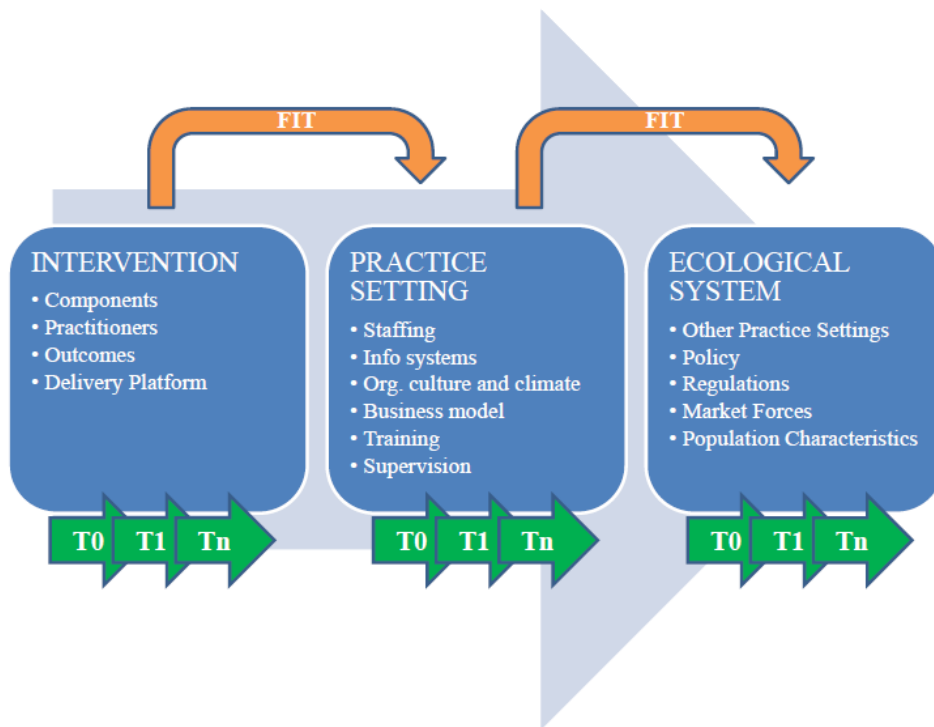 FIT
FIT
INTERVENTION
• Components
• Practitioners
• Outcomes
• Delivery Platform
PRACTICE
SETTING
• Staffing
• Info systems
• Org. culture and climate
• Business model
• Training
• Supervision
ECOLOGICAL
SYSTEM
• Other Practice Settings
• Policy
• Regulations
• Market Forces
• Population Characteristics
T0 T1 Tn
T0 T1 Tn
T0 T1 Tn